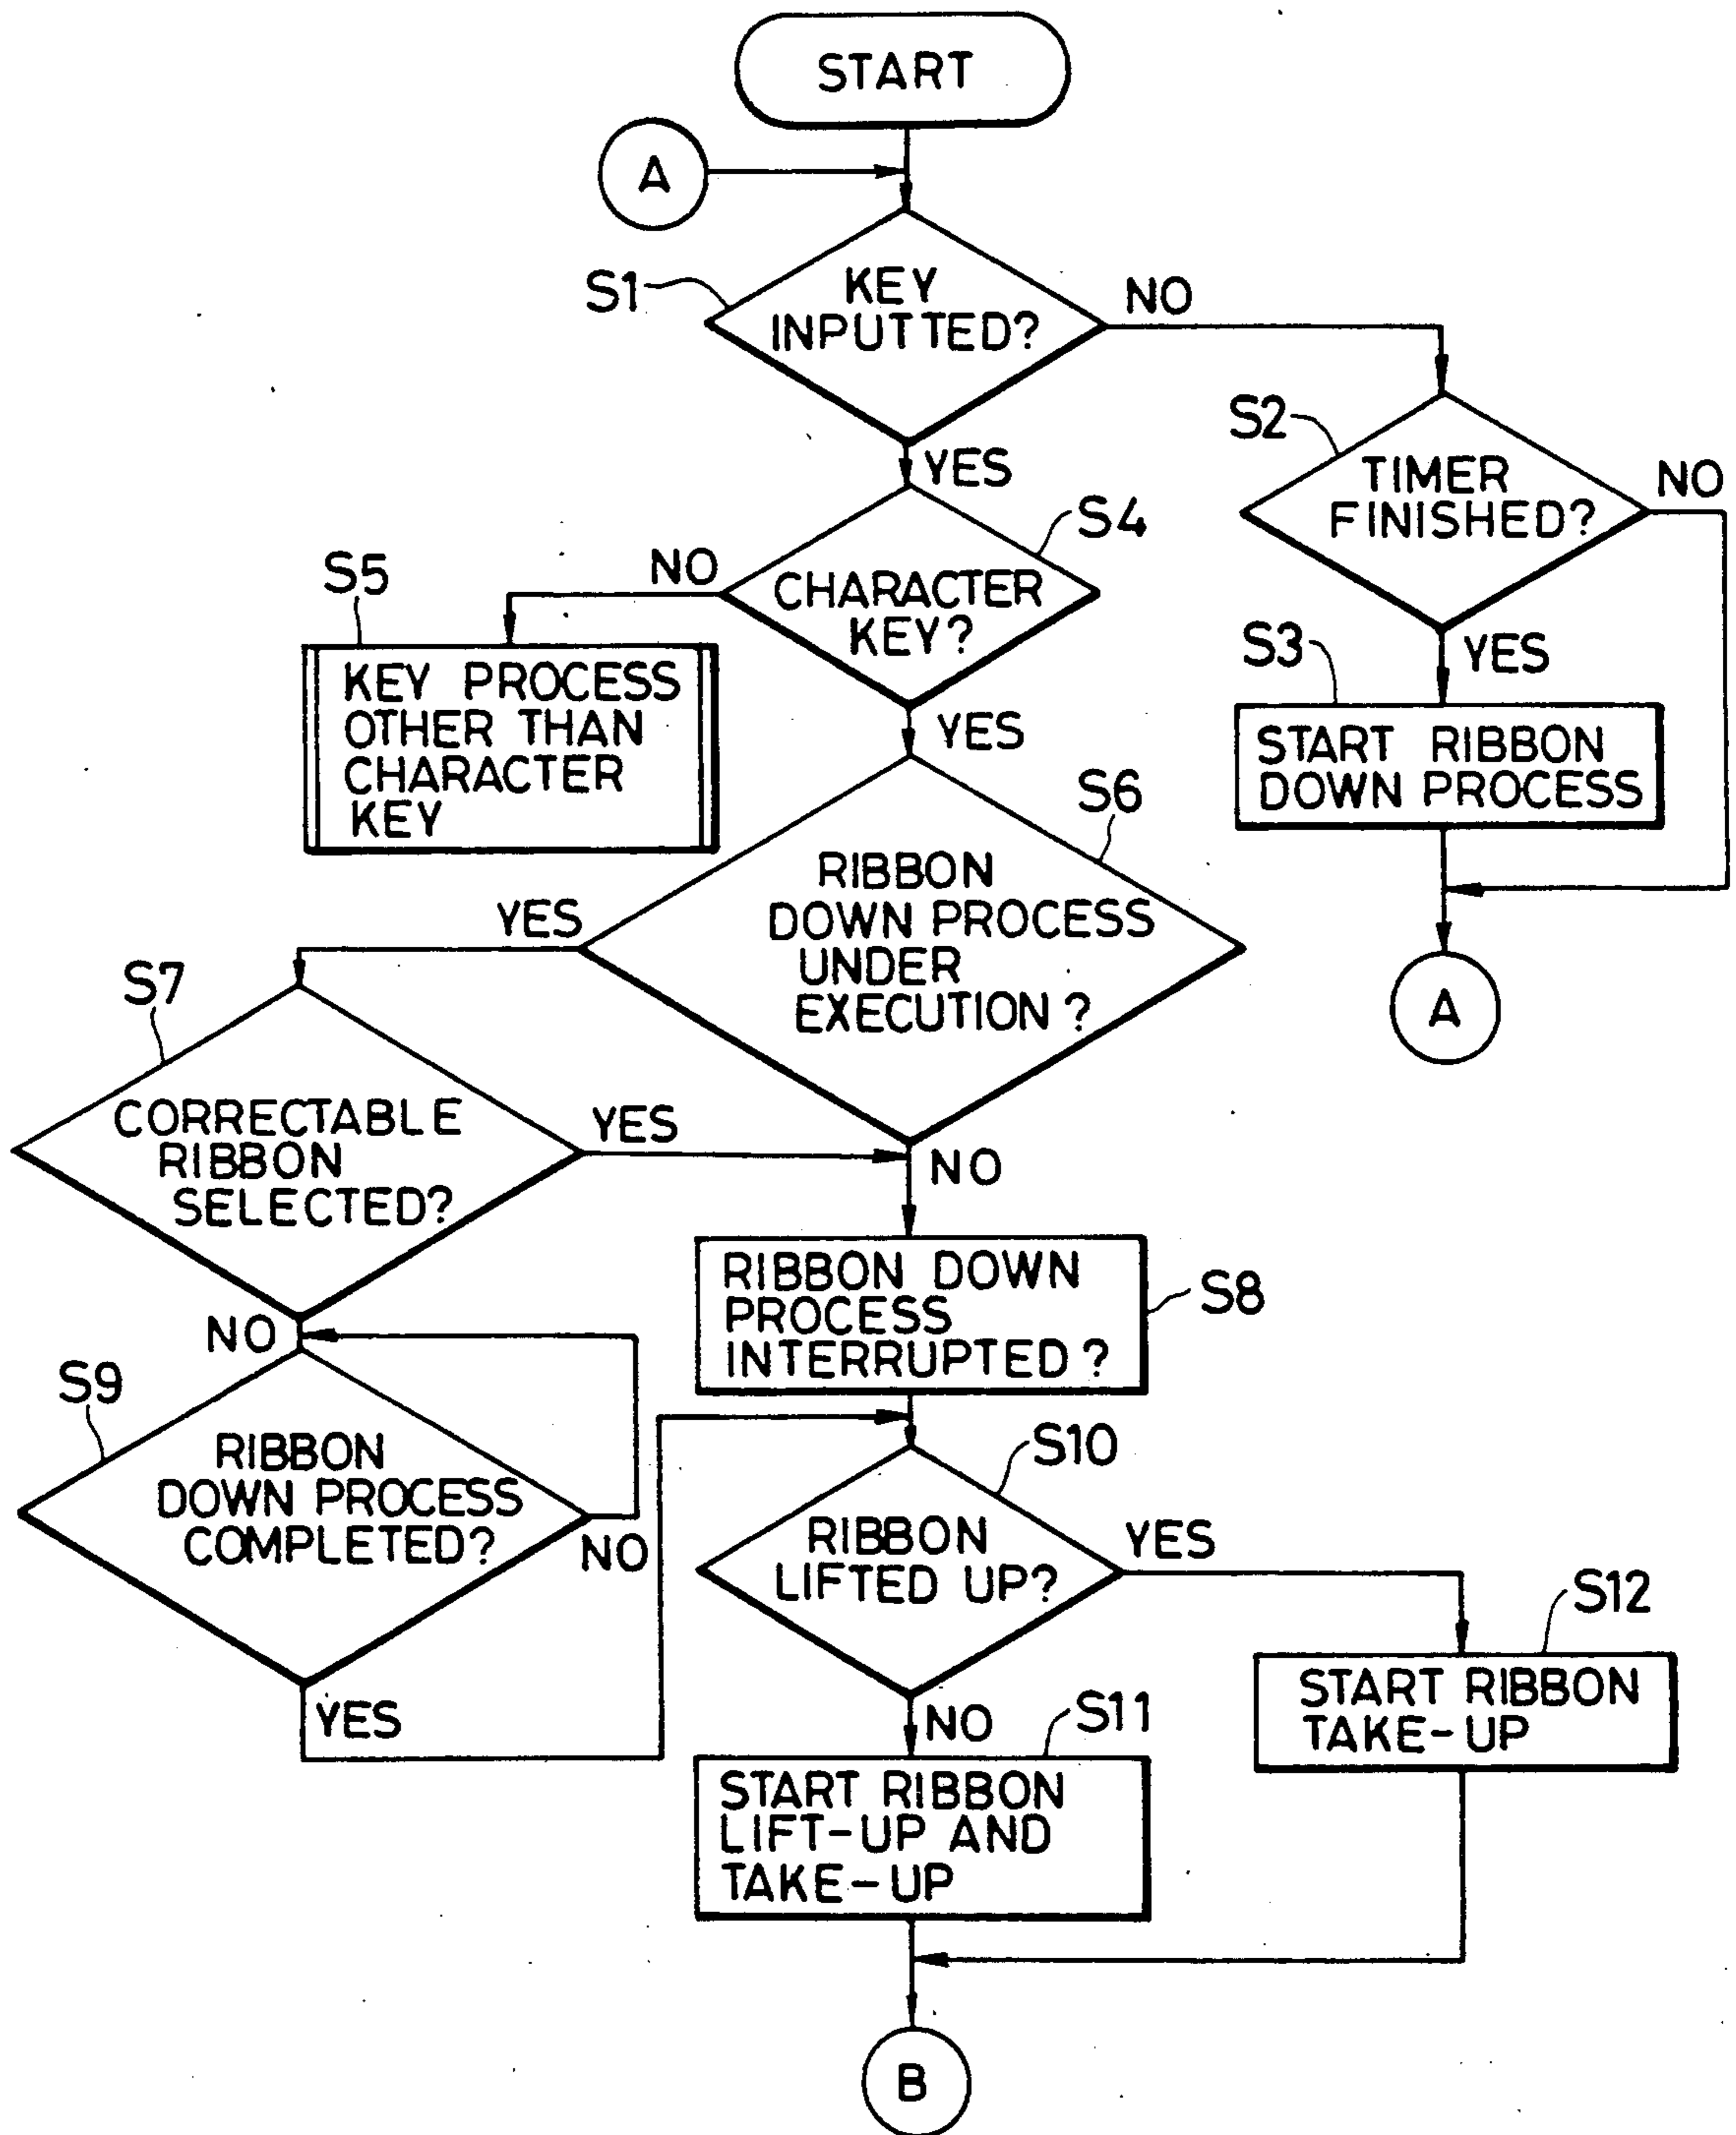 START
A
S1
KEY
INPUTTED?
NO
S2
TIMER
FINISHED?
NO
YES
S4
CHARACTER
KEY?
NO
S5
KEY PROCESS
OTHER THAN
CHARACTER
KEY
S3
YES
START RIBBON
DOWN PROCESS
A
YES
S6
RIBBON
DOWN PROCESS
UNDER
EXECUTION?
YES
S7
CORRECTABLE
RIBBON
SELECTED?
YES
NO
RIBBON DOWN
PROCESS
INTERRUPTED?
S8
NO
S9
RIBBON
DOWN PROCESS
COMPLETED?
NO
YES
S10
RIBBON
LIFTED UP?
YES
S12
START RIBBON
TAKE-UP
NO
S11
START RIBBON
LIFT-UP AND
TAKE-UP
B